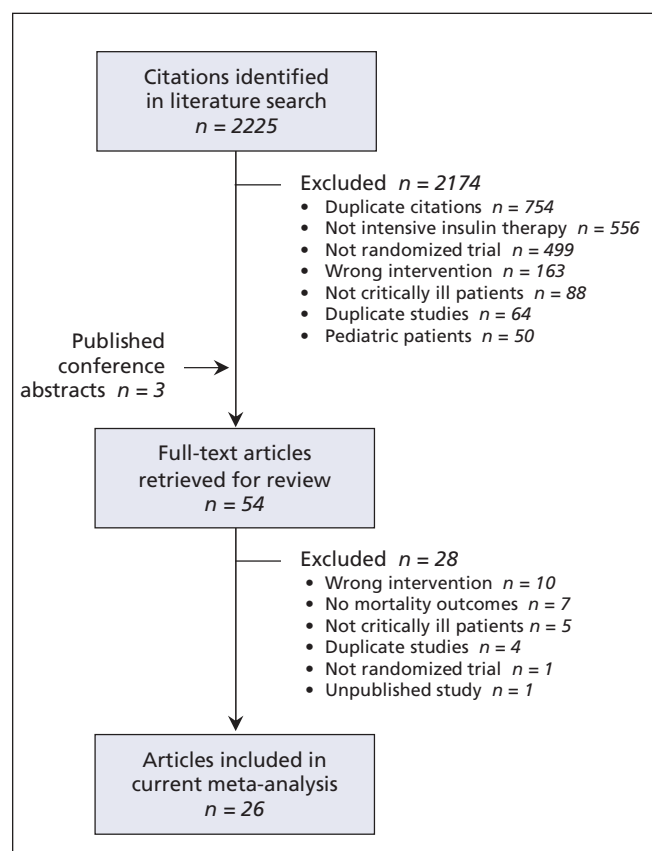 Citations identified
in literature search
n = 2225
Excluded n = 2174
• Duplicate citations n = 754
• Not intensive insulin therapy n = 556
• Not randomized trial n = 499
• Wrong intervention n = 163
• Not critically ill patients n = 88
• Duplicate studies n = 64
• Pediatric patients n = 50
Published
conference
abstracts n = 3
Full-text articles
retrieved for review
n = 54
Excluded n = 28
• Wrong intervention n = 10
• No mortality outcomes n = 7
• Not critically ill patients n = 5
• Duplicate studies n = 4
• Not randomized trial n = 1
• Unpublished study n = 1
Articles included in
current meta-analysis
n = 26